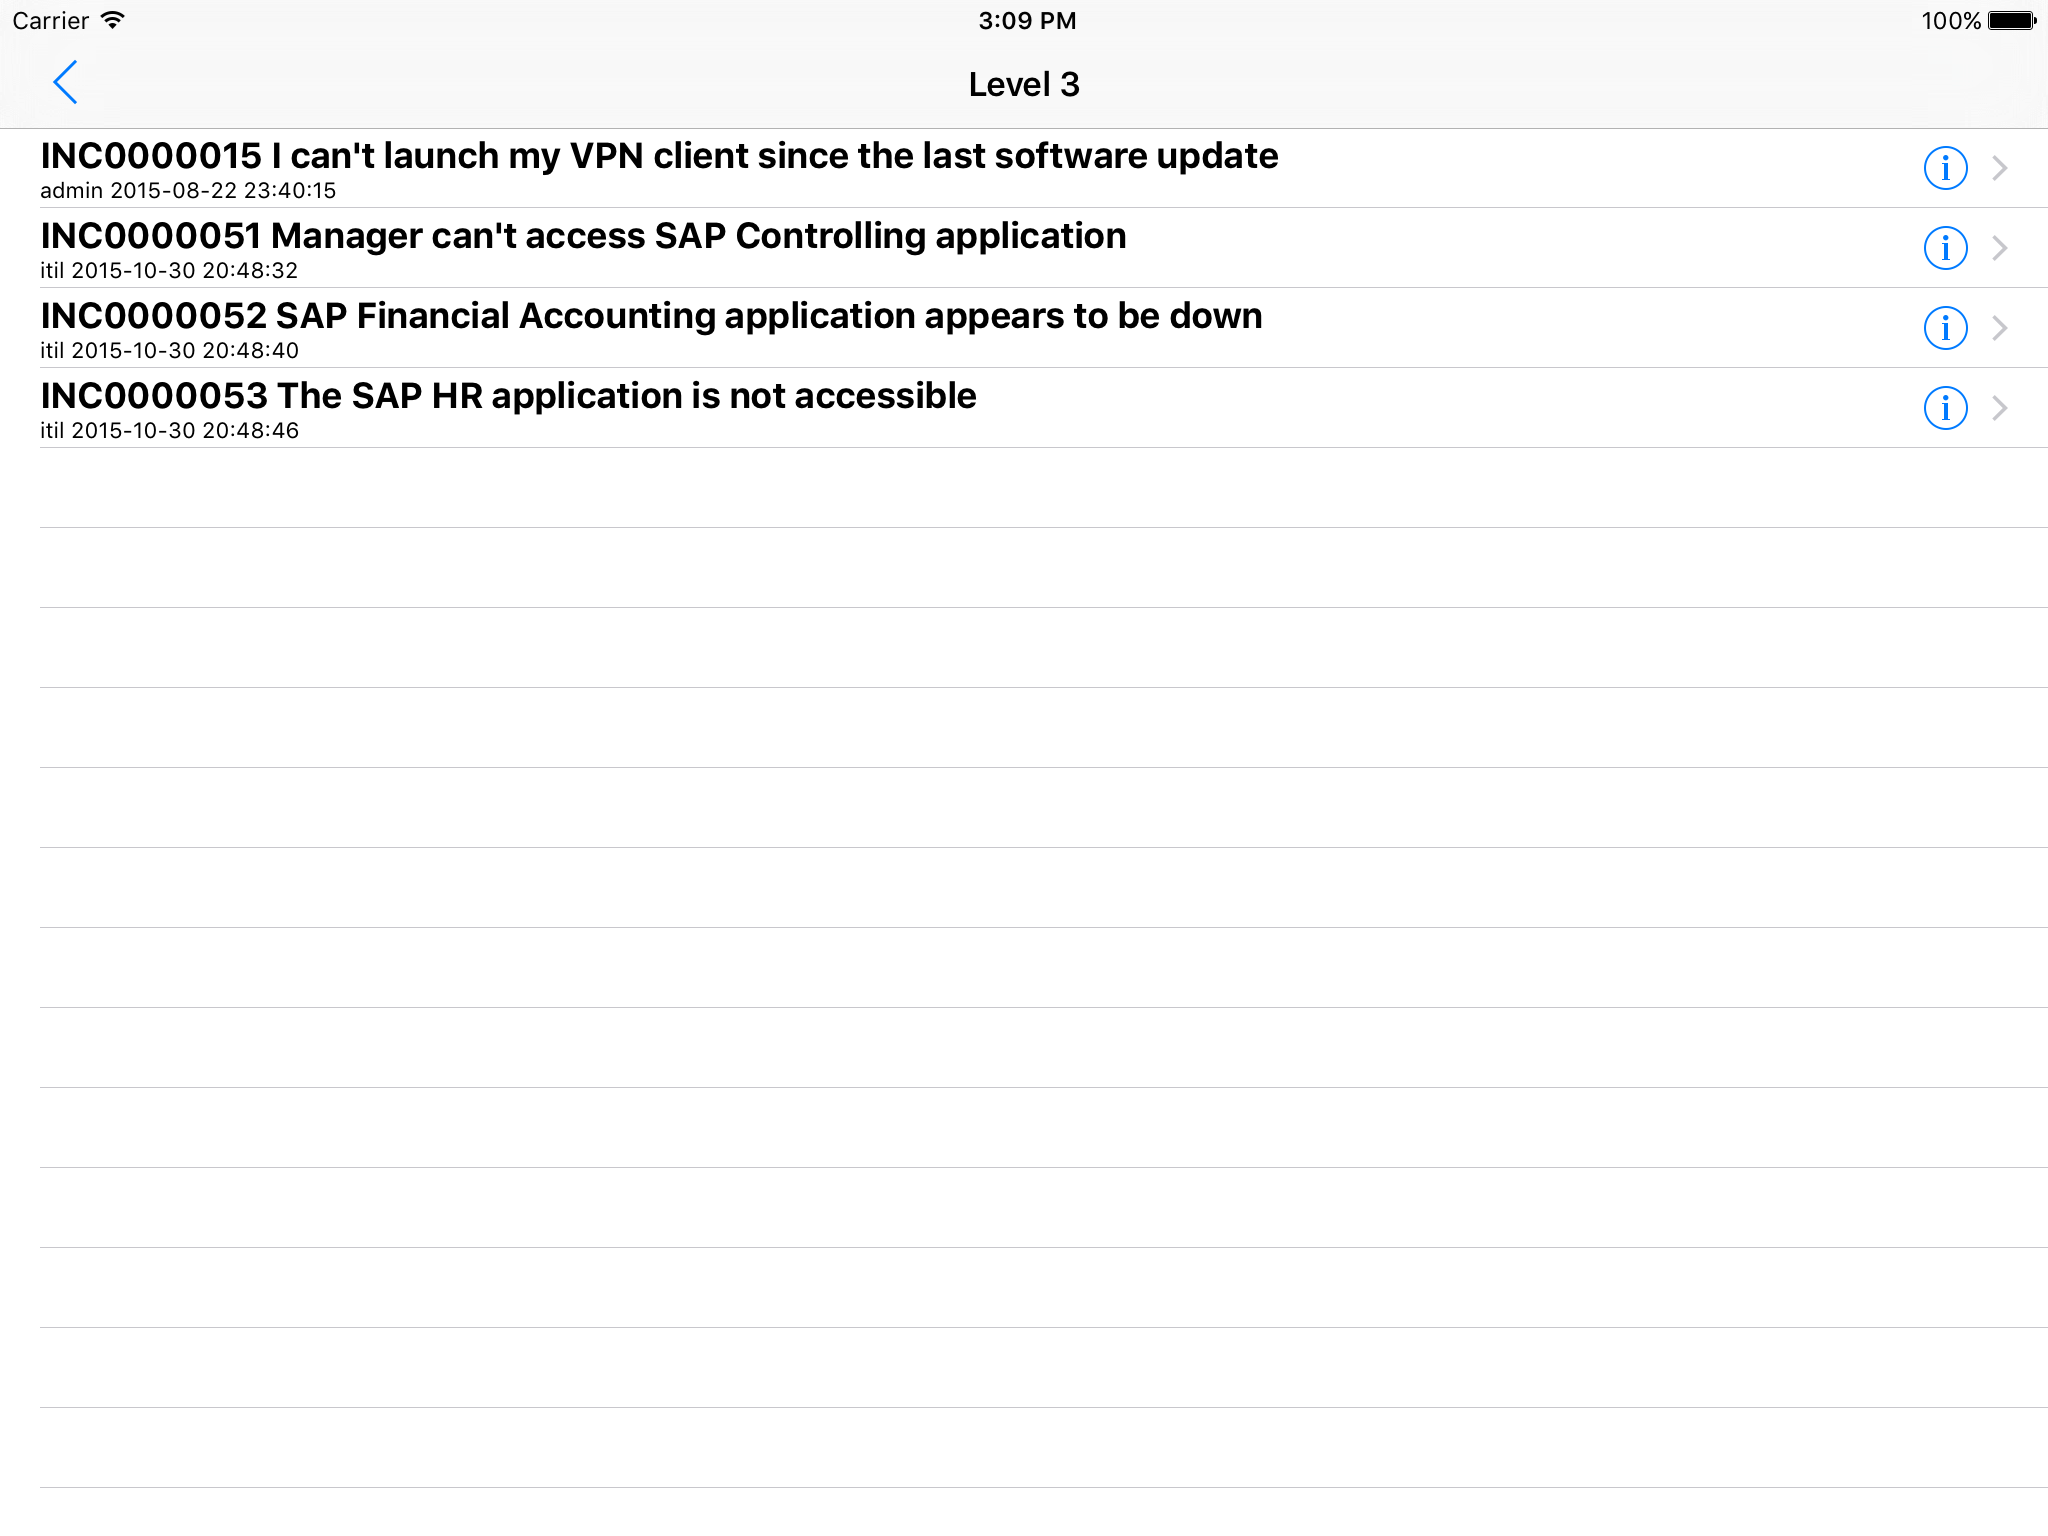 Carrier 3:09 PM 100%
Level 3
INC0000015 I can't launch my VPN client since the last software update
admin 2015-08-22 23:40:15
INC0000051 Manager can't access SAP Controlling application
itil 2015-10-30 20:48:32
INC0000052 SAP Financial Accounting application appears to be down
itil 2015-10-30 20:48:40
INC0000053 The SAP HR application is not accessible
itil 2015-10-30 20:48:46